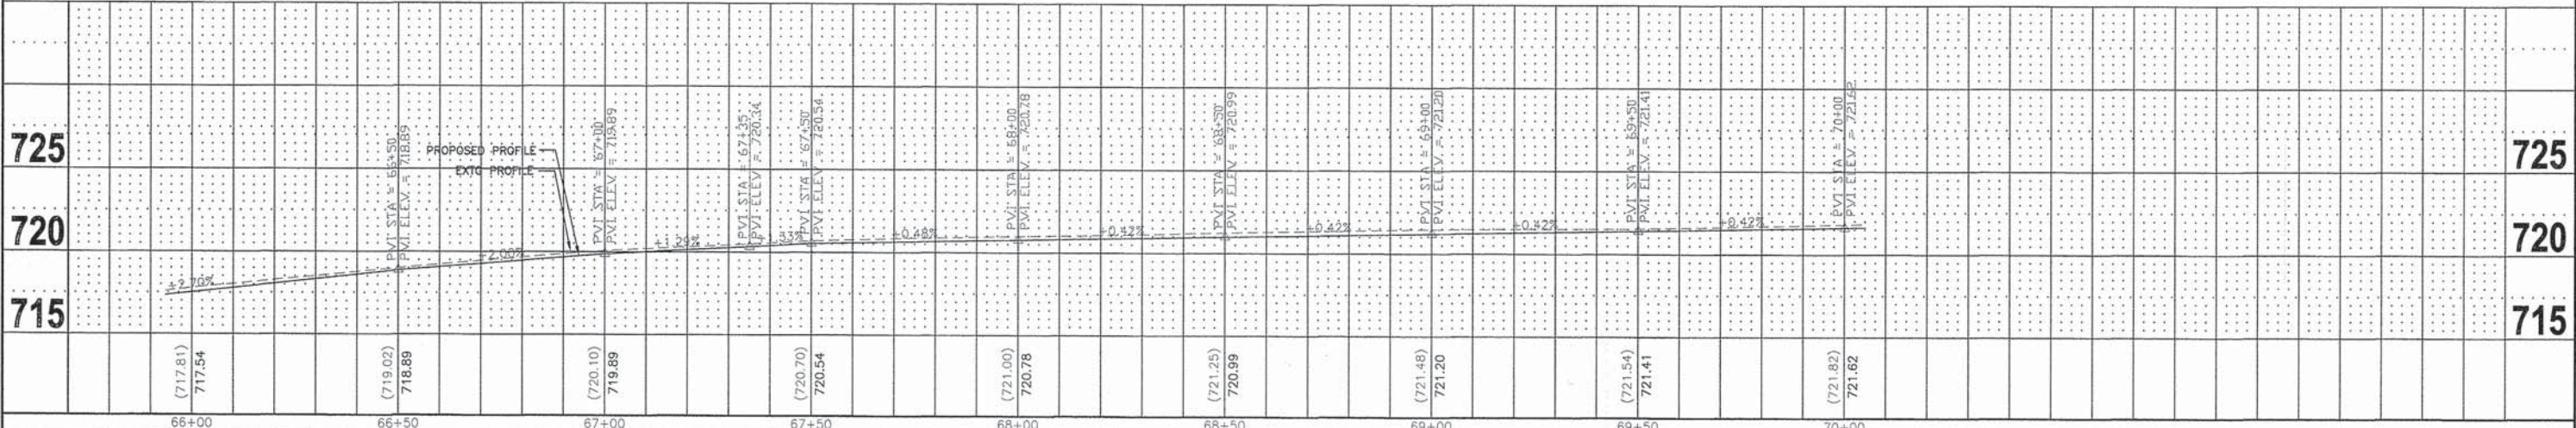 725
720
715
PVI STA = 66+50
PVI ELEV. = 718.89
PROPOSED PROFILE
EXTG PROFILE
PVI STA = 67+00
PVI ELEV. = 719.89
PVI STA = 67+35
PVI ELEV = 720.34
PVI STA = 67+50
PVI ELEV = 720.54
PVI STA = 68+00
PVI ELEV. = 720.78
PVI STA = 68+50
PVI ELEV. = 720.99
PVI STA = 69+00
PVI ELEV. = 721.20
PVI STA = 69+50
PVI ELEV. = 721.41
PVI STA = 70+00
PVI ELEV. = 721.62
+2.70%
2.00%
+1.29%
33%
+0.48%
+0.42%
+0.42%
+0.42%
+0.42%
725
720
715
(717.81)
717.54
(719.02)
718.89
(720.10)
719.89
(720.70)
720.54
(721.00)
720.78
(721.25)
720.99
(721.48)
721.20
(721.54)
721.41
(721.82)
721.62
66+00
66+50
67+00
67+50
68+00
68+50
69+00
69+50
70+00